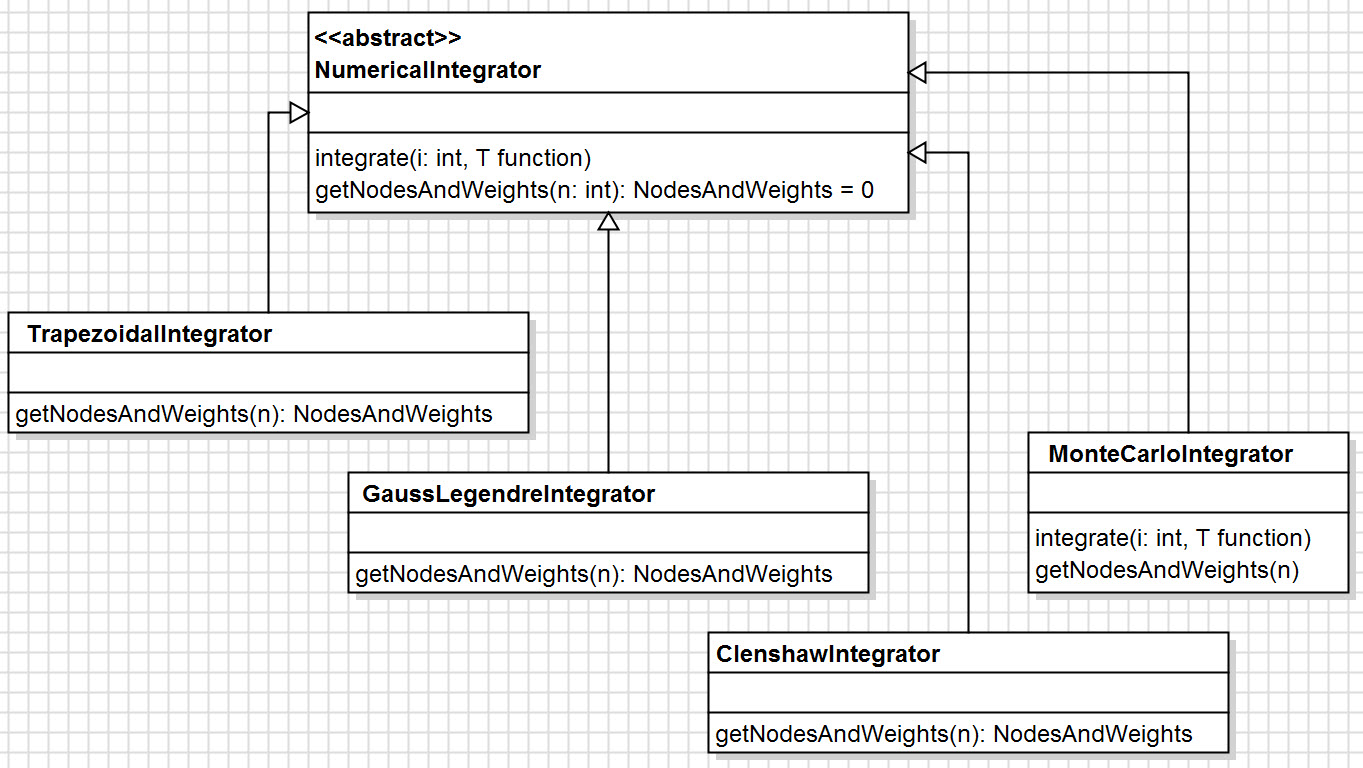 <<abstract>>
NumericalIntegrator
integrate(i: int, T function)
getNodesAndWeights(n: int): NodesAndWeights = 0
TrapezoidalIntegrator
getNodesAndWeights(n): NodesAndWeights
GaussLegendreIntegrator
getNodesAndWeights(n): NodesAndWeights
MonteCarloIntegrator
integrate(i: int, T function)
getNodesAndWeights(n)
ClenshawIntegrator
getNodesAndWeights(n): NodesAndWeights